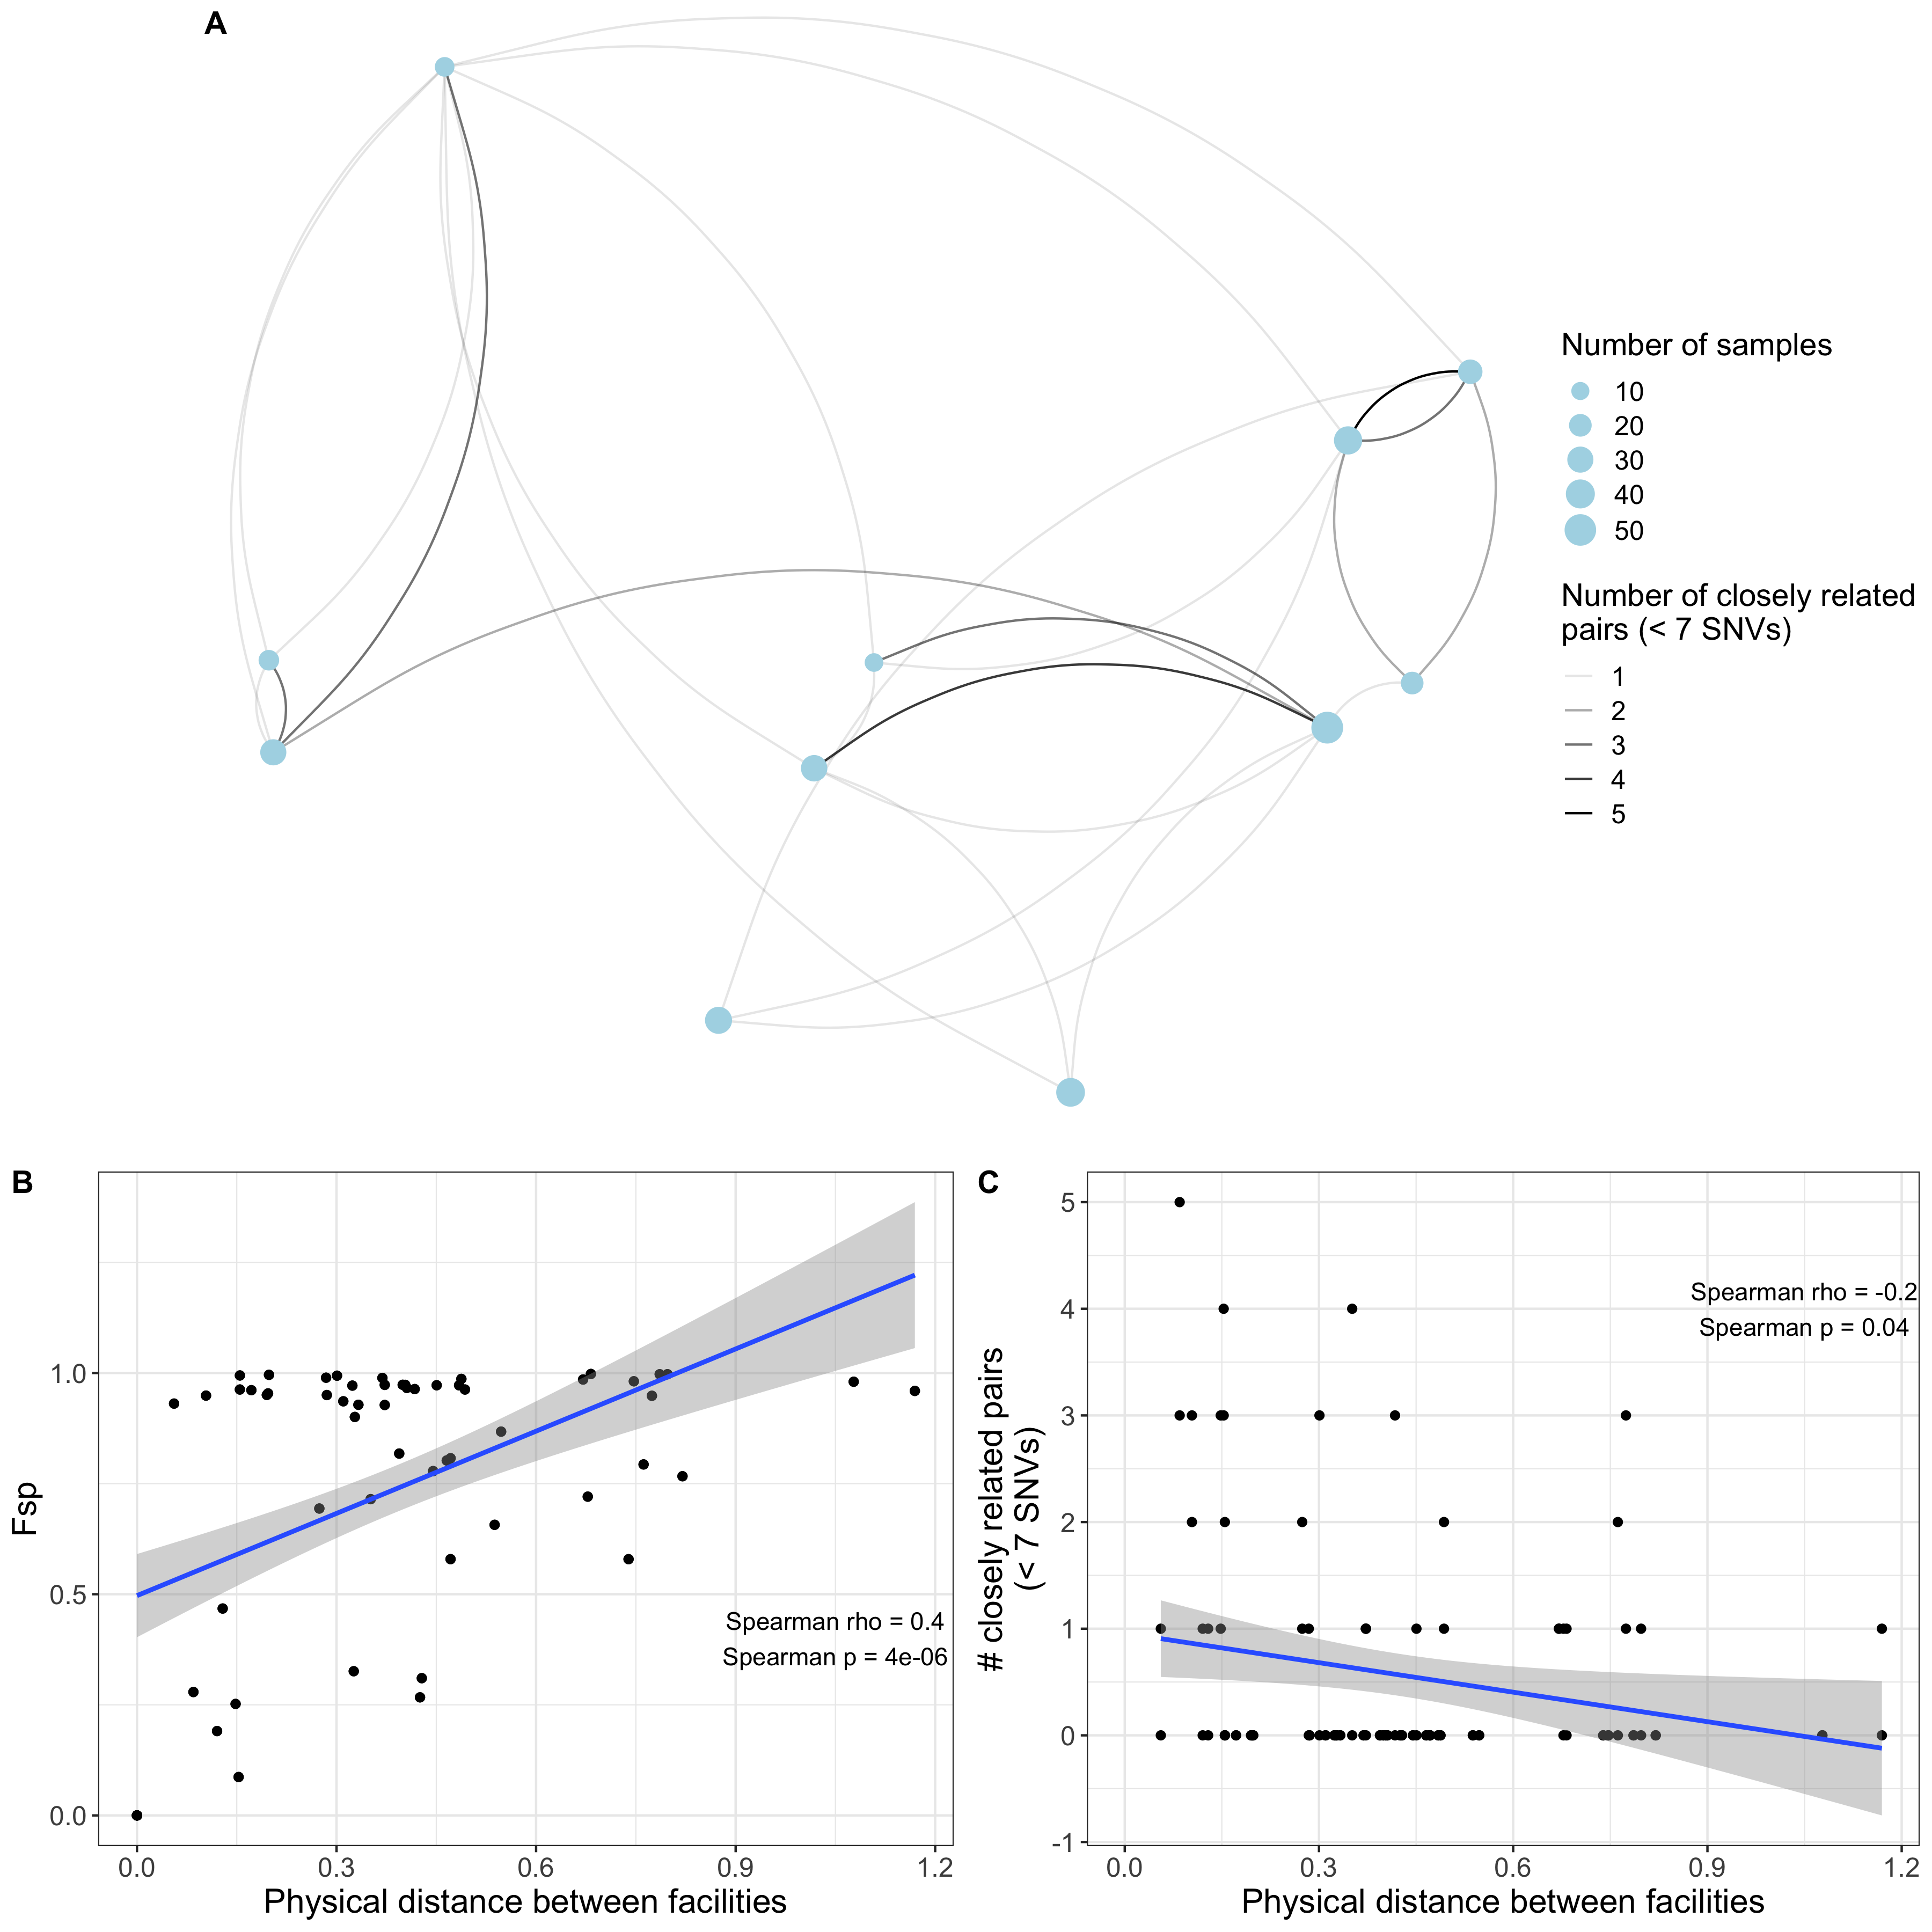 A
Number of samples
10
20
30
40
50
Number of closely related
pairs (< 7 SNVs)
1
2
3
4
5
B
Fsp
1.0
0.5
0.0
Spearman rho = 0.4
Spearman p = 4e-06
0.0 0.3 0.6 0.9 1.2
Physical distance between facilities
C
# closely related pairs
(< 7 SNVs)
5
4
3
2
1
0
-1
Spearman rho = -0.2
Spearman p = 0.04
0.0 0.3 0.6 0.9 1.2
Physical distance between facilities